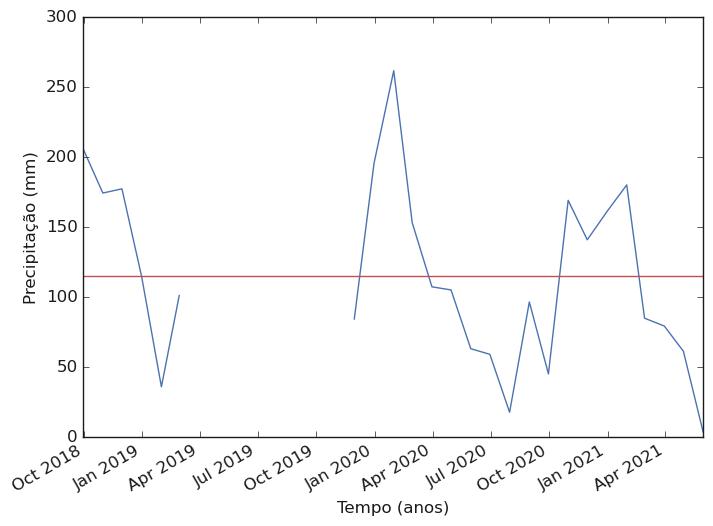 300
250
200
150
100
50
0
Precipitação (mm)
Oct 2018
Jan 2019
Apr 2019
Jul 2019
Oct 2019
Jan 2020
Apr 2020
Jul 2020
Oct 2020
Jan 2021
Apr 2021
Tempo (anos)